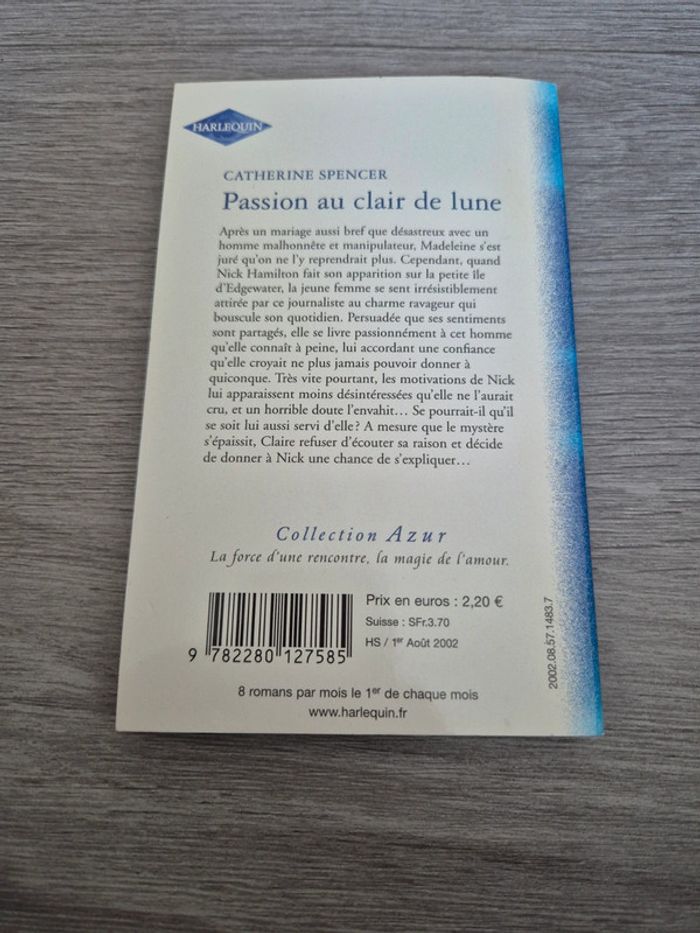 HARLEQUIN
CATHERINE SPENCER
Passion au clair de lune
Après un mariage aussi bref que désastreux avec un
homme malhonnête et manipulateur, Madeleine s'est
juré qu'on ne l'y reprendrait plus. Cependant, quand
Nick Hamilton fait son apparition sur la petite île
d'Edgewater, la jeune femme se sent irrésistiblement
attirée par ce journaliste au charme ravageur qui
bouscule son quotidien. Persuadée que ses sentiments
sont partagés, elle se livre passionnément à cet homme
qu'elle connaît à peine, lui accordant une confiance
qu'elle croyait ne plus jamais pouvoir donner à
quiconque. Très vite pourtant, les motivations de Nick
lui apparaissent moins désintéressées qu'elle ne l'aurait
cru, et un horrible doute l'envahit... Se pourrait-il qu'il
se soit lui aussi servi d'elle ? A mesure que le mystère
s'épaissit, Claire refuser d'écouter sa raison et décide
de donner à Nick une chance de s'expliquer...
Collection Azur
La force d'une rencontre, la magie de l'amour.
Prix en euros : 2,20 €
Suisse : SFr.3.70
HS / 1er Août 2002
9 782280 127585
2002.08.57.1483.7
8 romans par mois le 1er de chaque mois
www.harlequin.fr